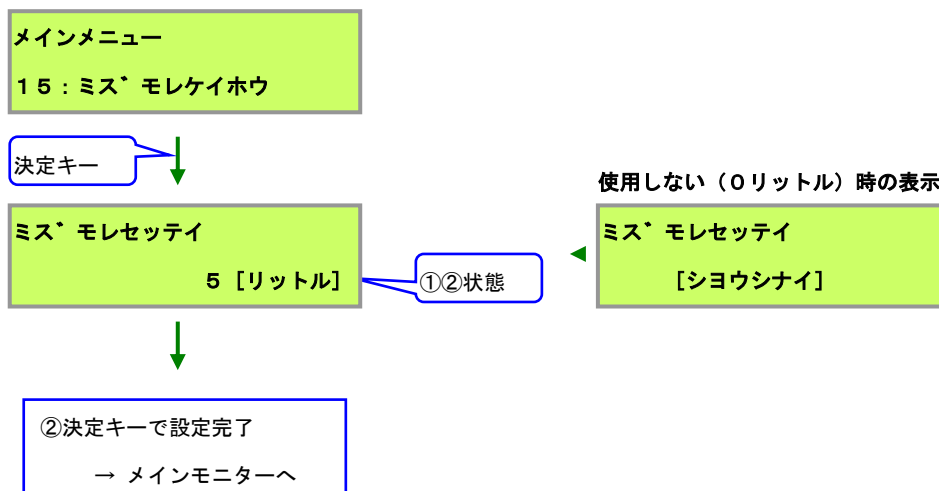 メインメニュー
１５：ミズﾞモレケイホウ
決定キー
使用しない（０リットル）時の表示
ミズﾞモレセッテイ
５［リットル］
①②状態
ミズﾞモレセッテイ
［シヨウシナイ］
②決定キーで設定完了
→ メインモニターへ